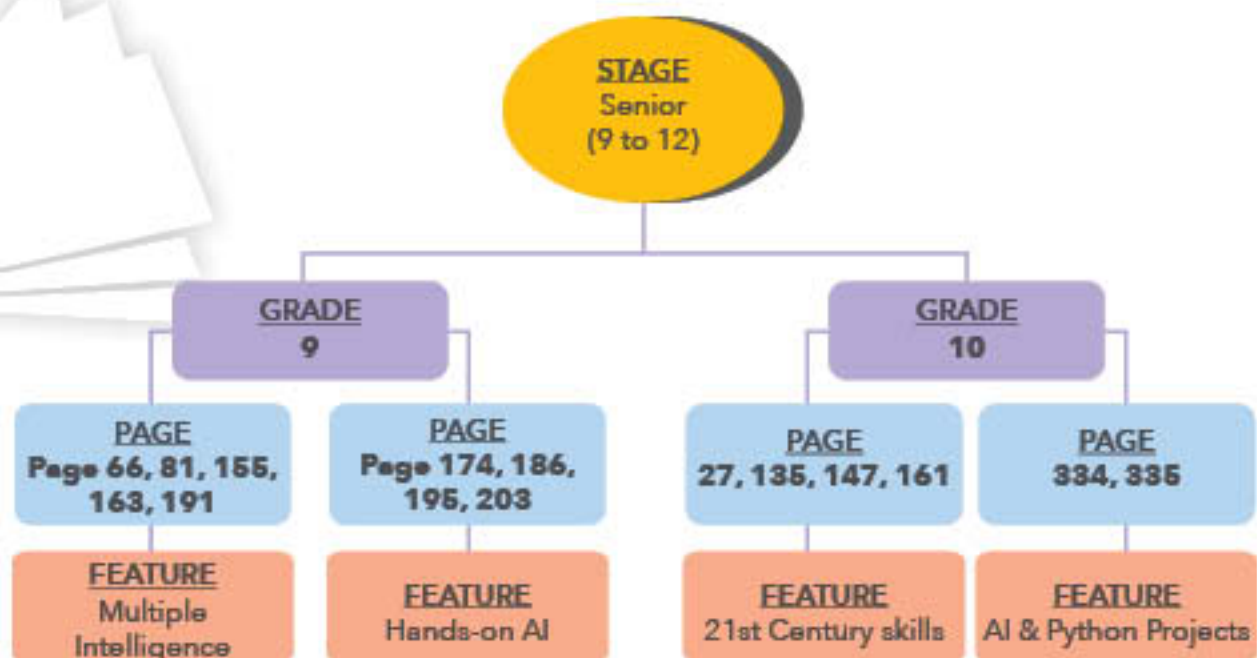 STAGE
Senior
(9 to 12)
GRADE
9
GRADE
10
PAGE
Page 66, 81, 155,
163, 191
PAGE
Page 174, 186,
195, 203
PAGE
27, 135, 147, 161
PAGE
334, 335
FEATURE
Multiple
Intelligence
FEATURE
Hands-on AI
FEATURE
21st Century skills
FEATURE
AI & Python Projects